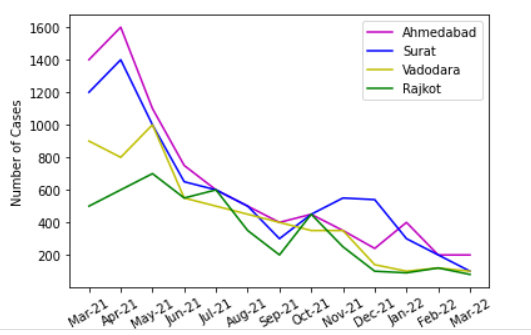 1600
1400
1200
1000
800
600
400
200
Number of Cases
Ahmedabad
Surat
Vadodara
Rajkot
Mar-21 Apr-21 May-21 Jun-21 Jul-21 Aug-21 Sep-21 Oct-21 Nov-21 Dec-21 Jan-22 Feb-22 Mar-22